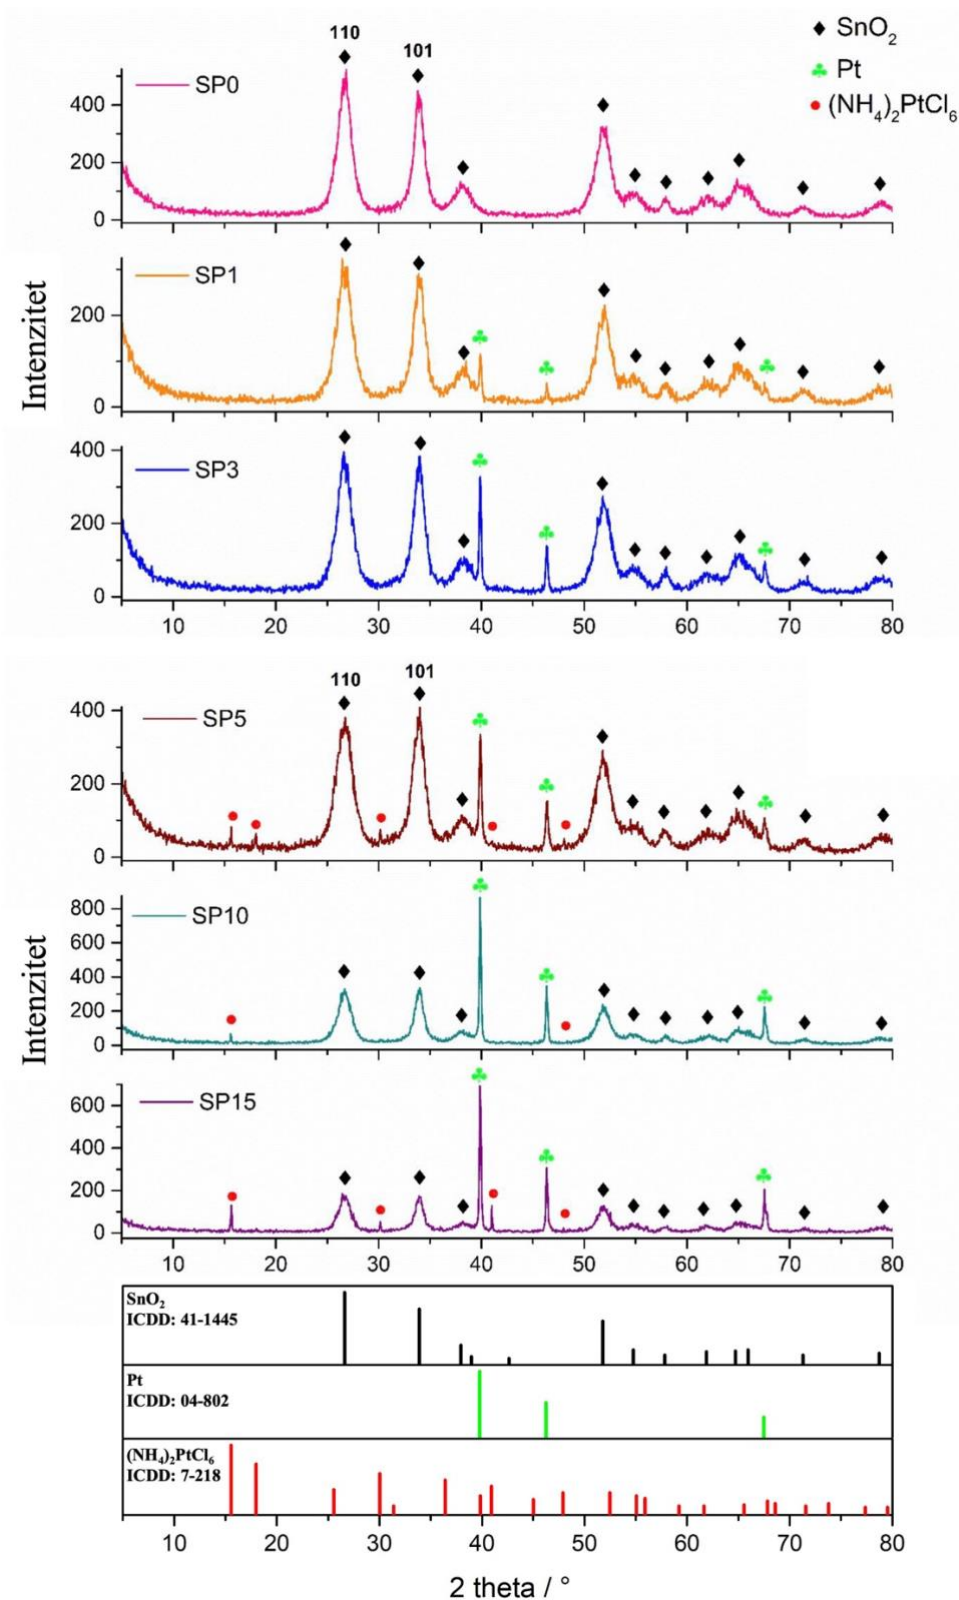 110
101
SnO₂
Pt
(NH₄)₂PtCl₆
SP0
400
200
0
SP1
200
0
Intenzitet
SP3
400
200
0
10 20 30 40 50 60 70 80
110
101
SP5
400
200
0
SP10
800
600
400
200
0
Intenzitet
SP15
600
400
200
0
10 20 30 40 50 60 70 80
SnO₂
ICDD: 41-1445
Pt
ICDD: 04-802
(NH₄)₂PtCl₆
ICDD: 7-218
10 20 30 40 50 60 70 80
2 theta / °